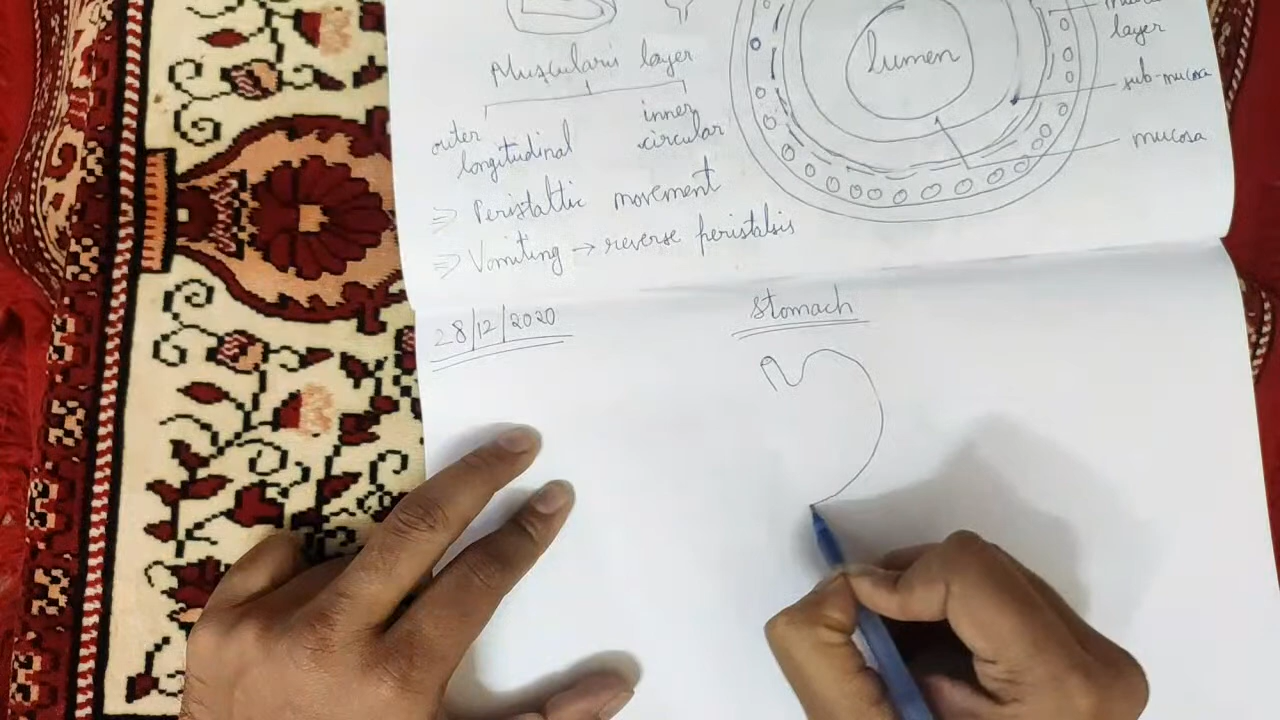 Muscularis layer
outer longitudinal
inner circular
⇒ Peristaltic movement
⇒ Vomiting → reverse peristalsis
lumen
layer
sub-mucosa
mucosa
28/12/2020
Stomach